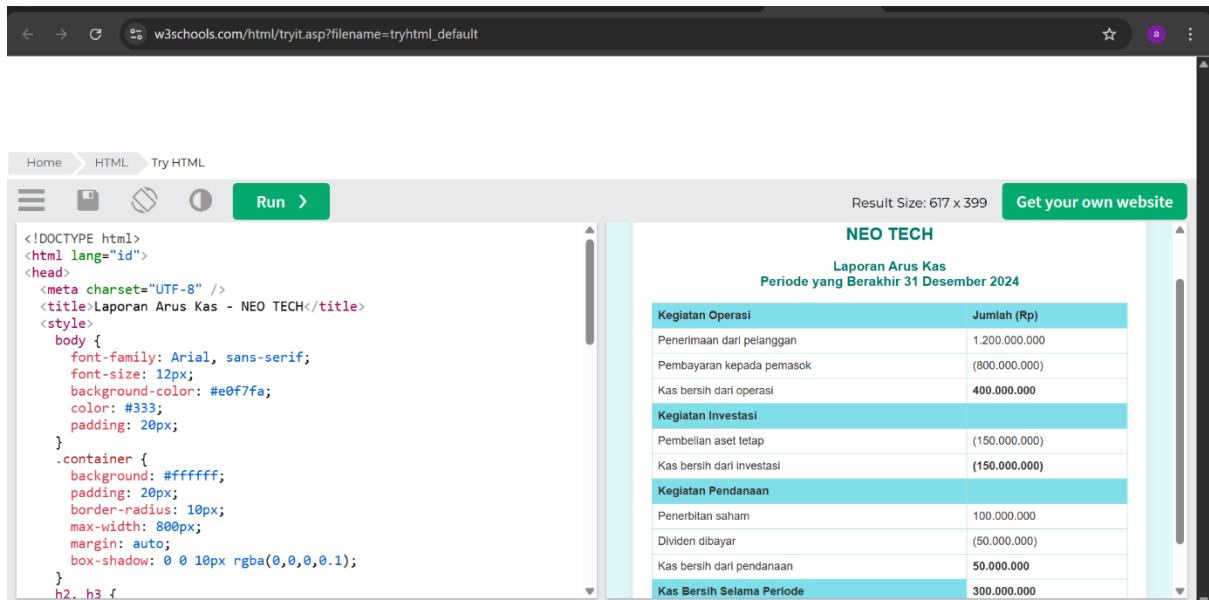 w3schools.com/html/tryit.asp?filename=tryhtml_default
a
Home HTML Try HTML
Run ❯
Result Size: 617 x 399
Get your own website
<!DOCTYPE html>
<html lang="id">
<head>
<meta charset="UTF-8" />
<title>Laporan Arus Kas - NEO TECH</title>
<style>
body {
font-family: Arial, sans-serif;
font-size: 12px;
background-color: #e0f7fa;
color: #333;
padding: 20px;
}
.container {
background: #ffffff;
padding: 20px;
border-radius: 10px;
max-width: 800px;
margin: auto;
box-shadow: 0 0 10px rgba(0,0,0,0.1);
}
h2, h3 {
NEO TECH
Laporan Arus Kas
Periode yang Berakhir 31 Desember 2024
Kegiatan Operasi Jumlah (Rp)
Penerimaan dari pelanggan 1.200.000.000
Pembayaran kepada pemasok (800.000.000)
Kas bersih dari operasi 400.000.000
Kegiatan Investasi
Pembelian aset tetap (150.000.000)
Kas bersih dari investasi (150.000.000)
Kegiatan Pendanaan
Penerbitan saham 100.000.000
Dividen dibayar (50.000.000)
Kas bersih dari pendanaan 50.000.000
Kas Bersih Selama Periode 300.000.000